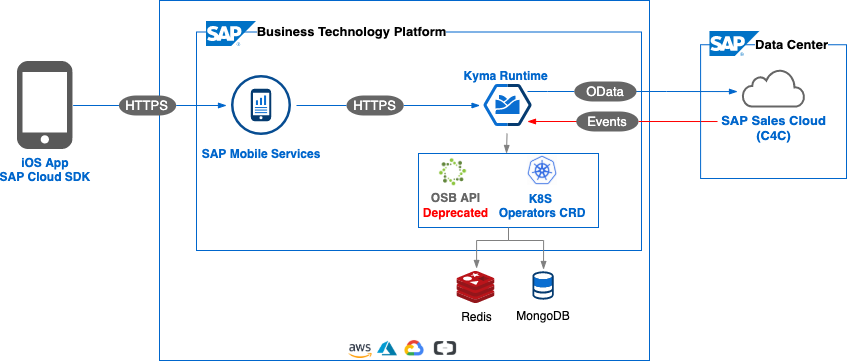 SAP Business Technology Platform
SAP Data Center
Kyma Runtime
HTTPS
HTTPS
OData
Events
SAP Mobile Services
SAP Sales Cloud
(C4C)
iOS App
SAP Cloud SDK
OSB API
Deprecated
K8S
Operators CRD
Redis
MongoDB
aws